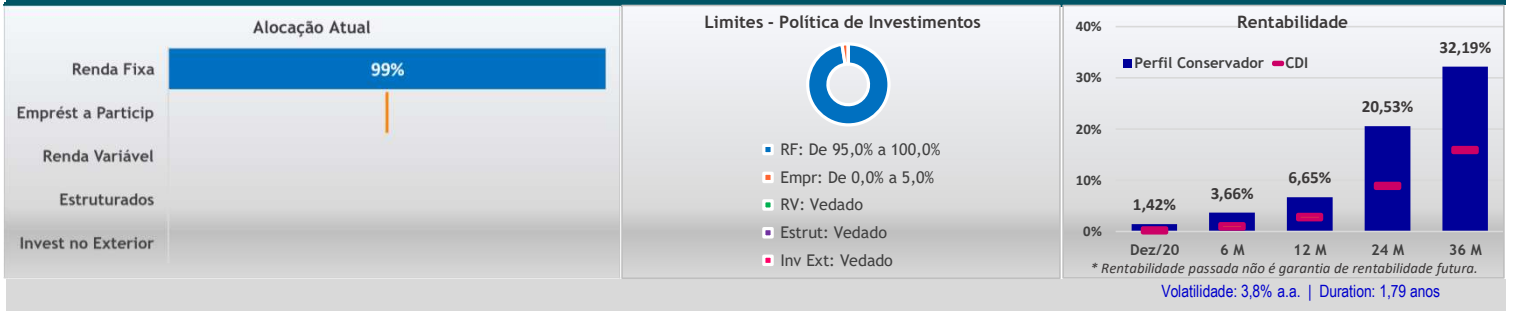 Alocação Atual
Renda Fixa
99%
Emprést a Particip
Renda Variável
Estruturados
Invest no Exterior
Limites - Política de Investimentos
RF: De 95,0% a 100,0%
Empr: De 0,0% a 5,0%
RV: Vedado
Estrut: Vedado
Inv Ext: Vedado
Rentabilidade
40%
30%
20%
10%
0%
Perfil Conservador CDI
1,42%
3,66%
6,65%
20,53%
32,19%
Dez/20 6 M 12 M 24 M 36 M
* Rentabilidade passada não é garantia de rentabilidade futura.
Volatilidade: 3,8% a.a. | Duration: 1,79 anos